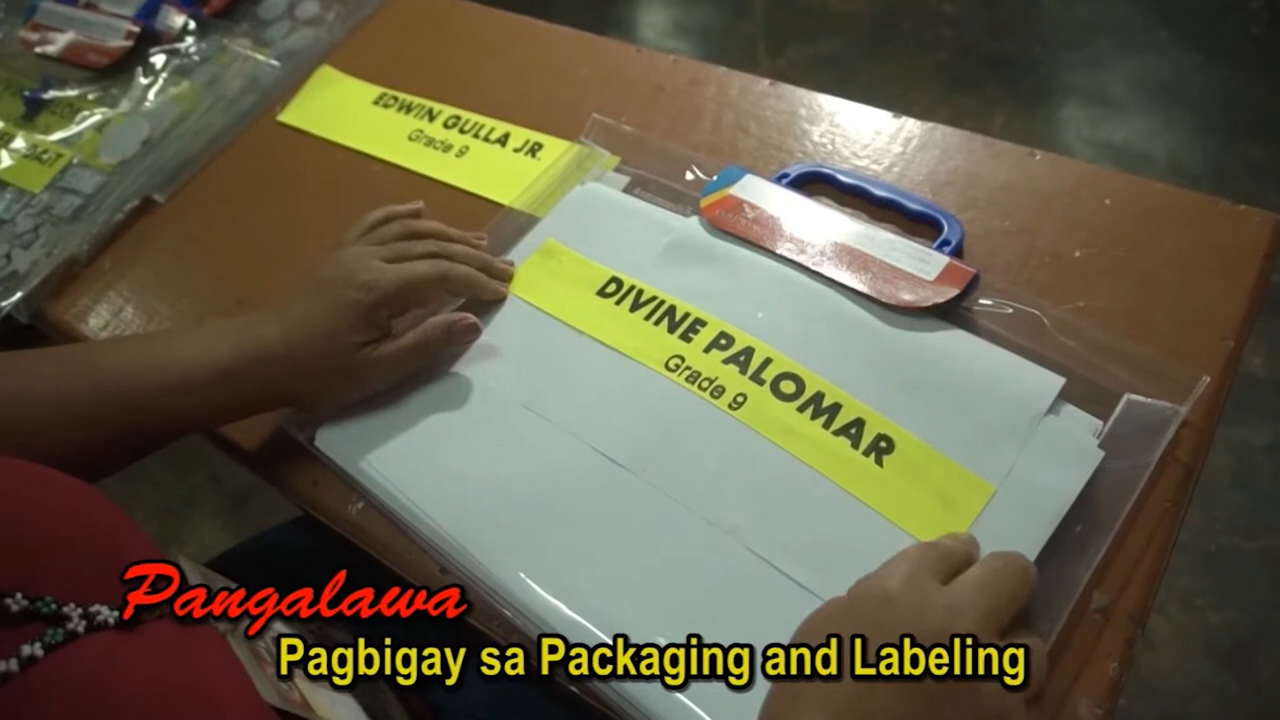 EDWIN GULLA JR.
Grade 9
DIVINE PALOMAR
Grade 9
Pangalawa
Pagbigay sa Packaging and Labeling